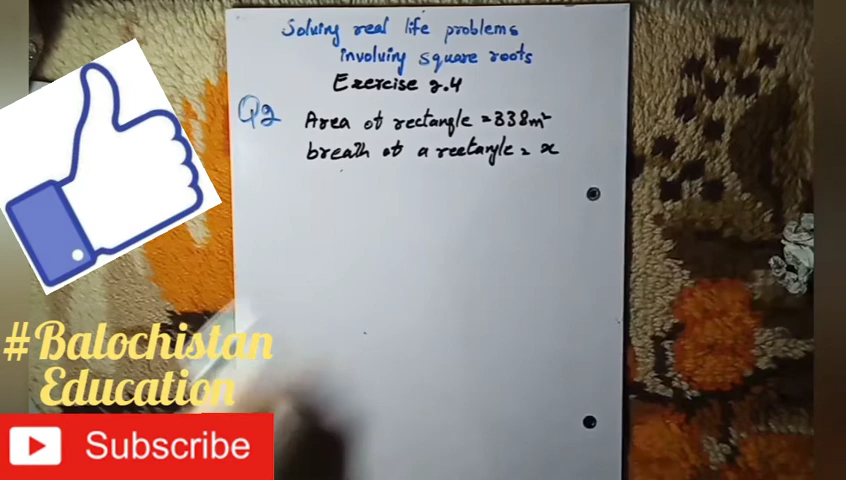 Solving real life problems
involving square roots
Exercise 2.4
Q2
Area of rectangle = 338m²
breath of a rectangle = x
#Balochistan
Education
Subscribe